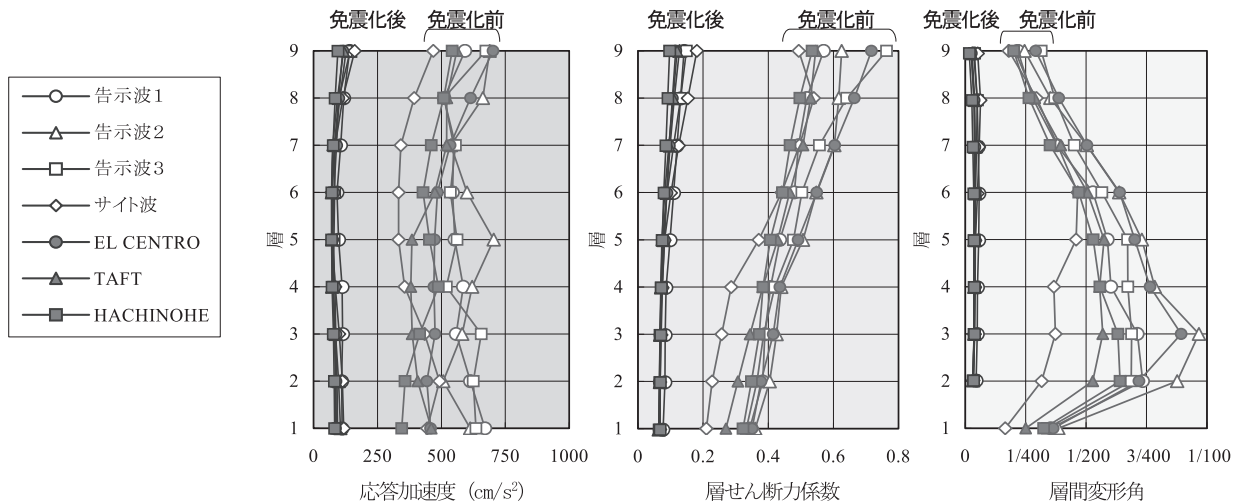 告示波1
告示波2
告示波3
サイト波
EL CENTRO
TAFT
HACHINOHE
免震化後 免震化前
9
8
7
6
5
4
3
2
1
層
0 250 500 750 1000
応答加速度 (cm/s²)
免震化後 免震化前
9
8
7
6
5
4
3
2
1
層
0 0.2 0.4 0.6 0.8
層せん断力係数
免震化後 免震化前
9
8
7
6
5
4
3
2
1
層
0 1/400 1/200 3/400 1/100
層間変形角